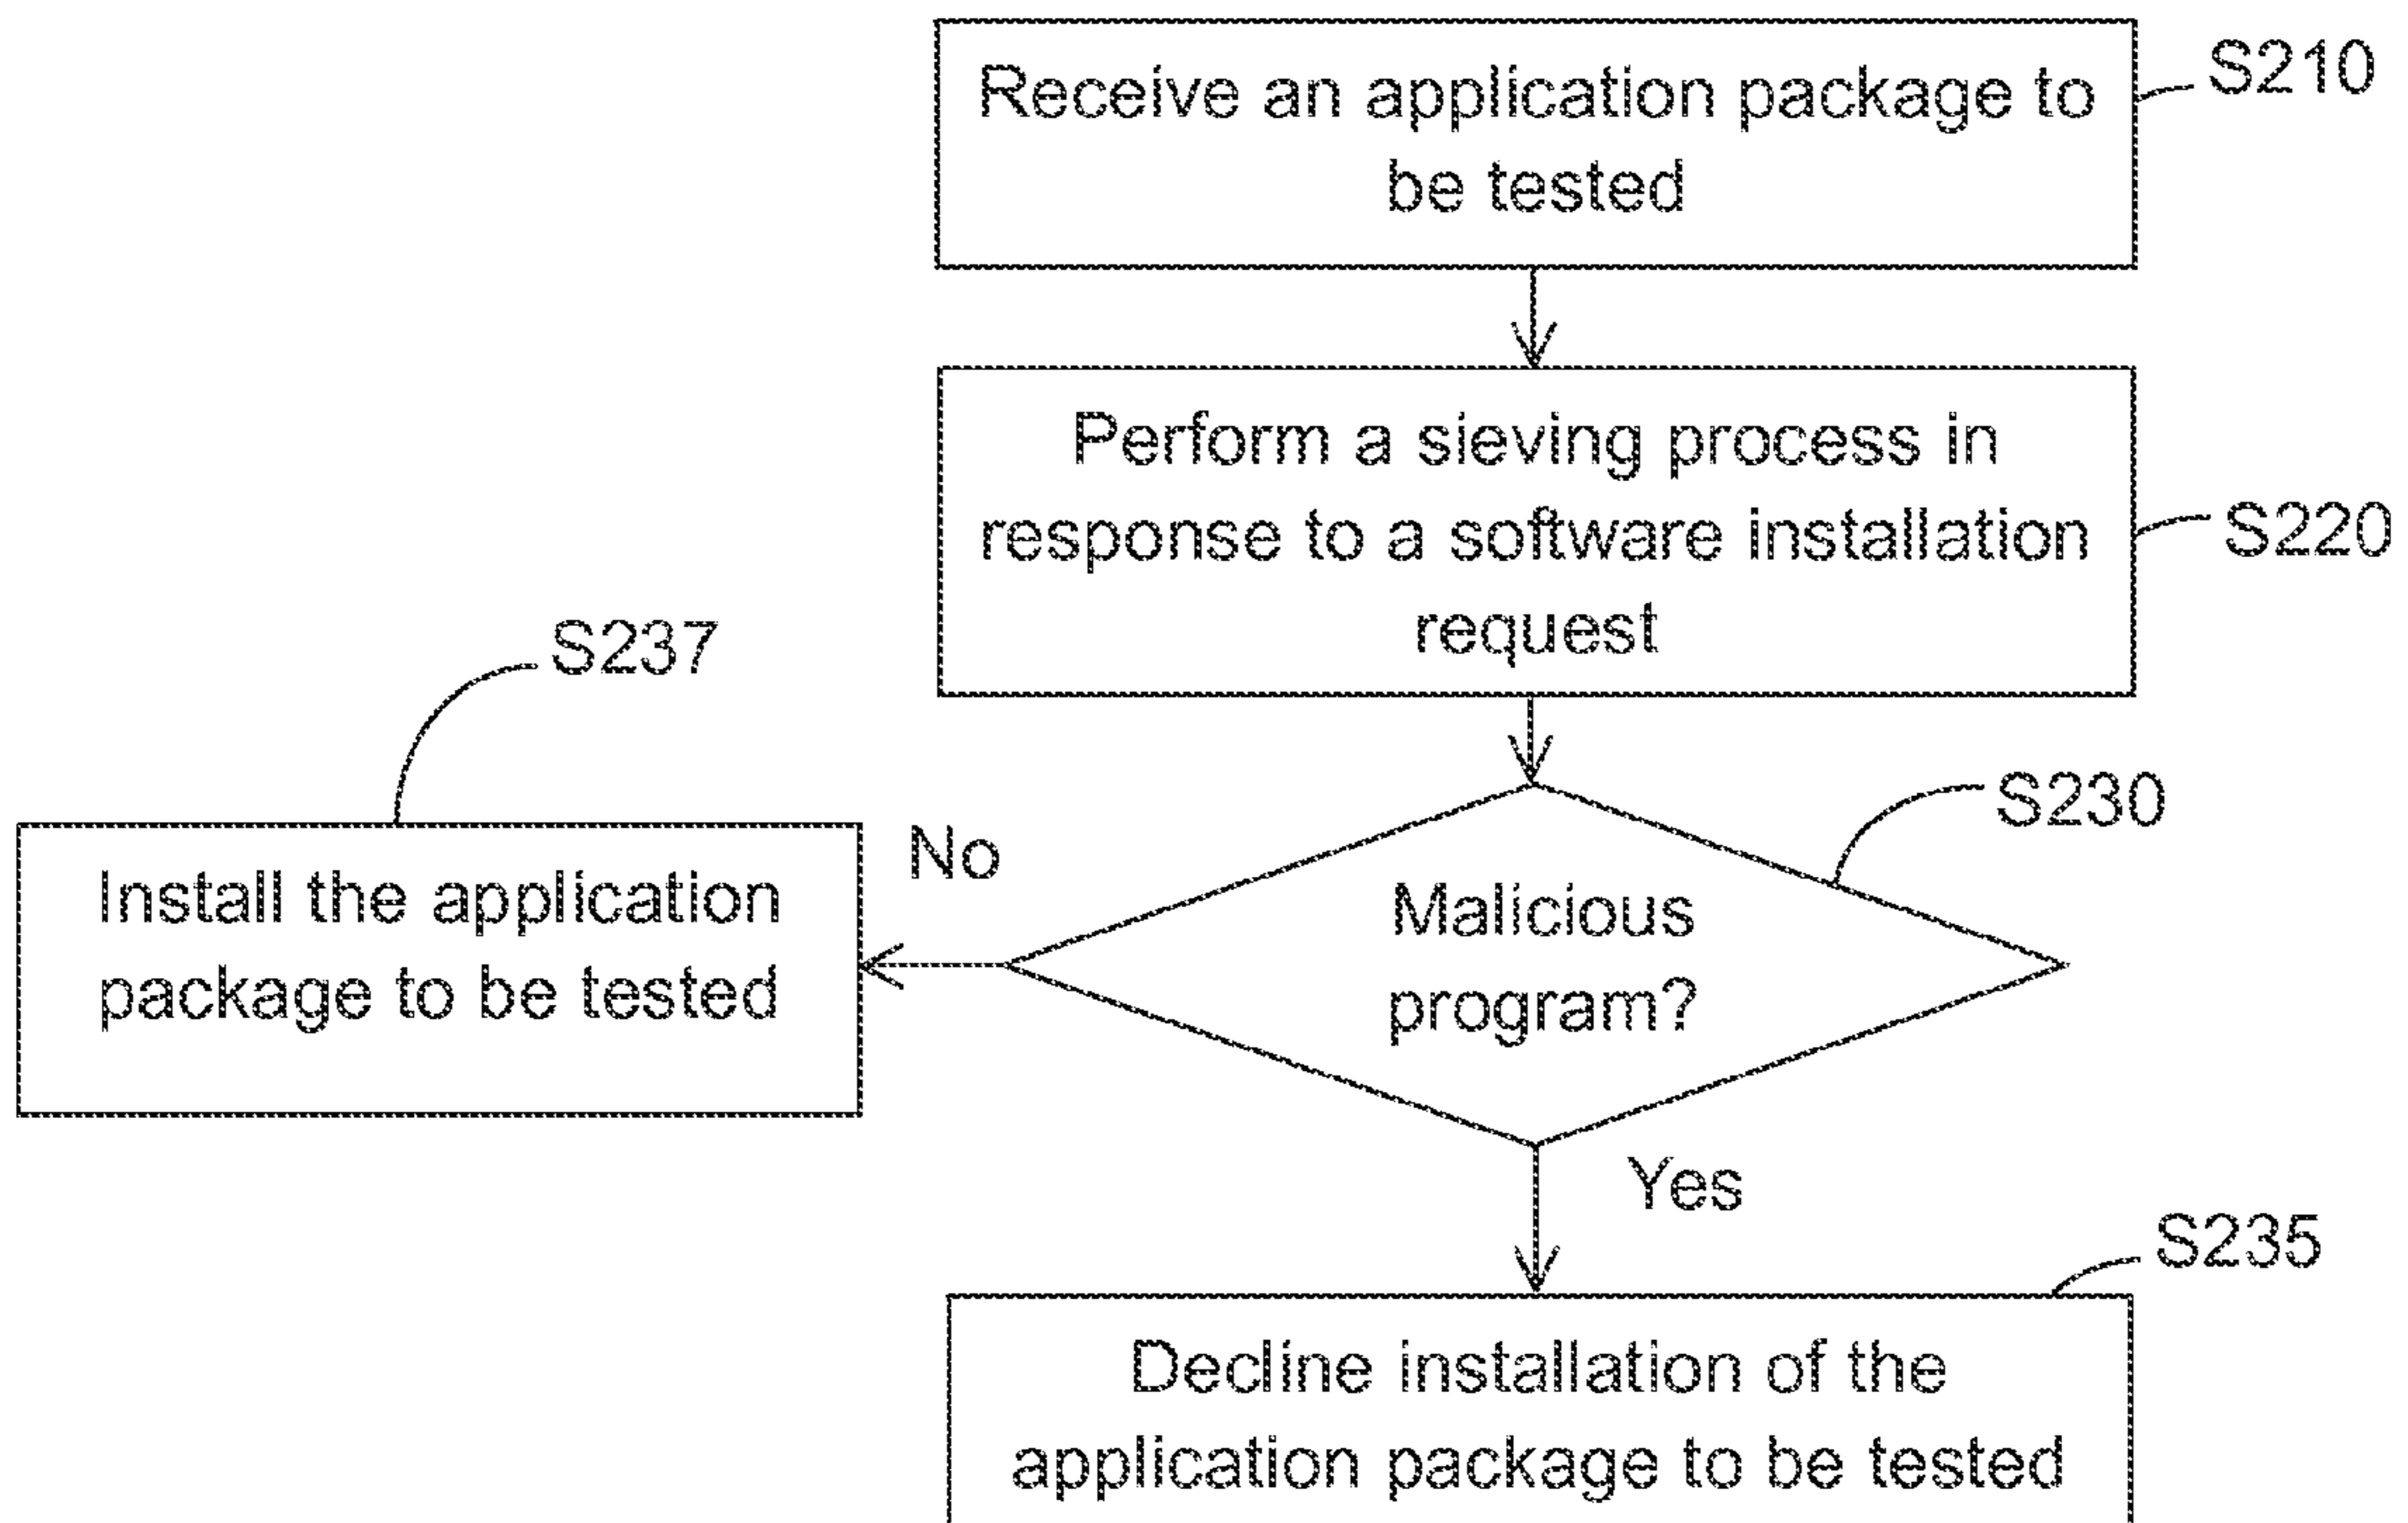 Receive an application package to
be tested
S210
Perform a sieving process in
response to a software installation
request
S220
S237
Install the application
package to be tested
No
S230
Malicious
program?
Yes
S235
Decline installation of the
application package to be tested